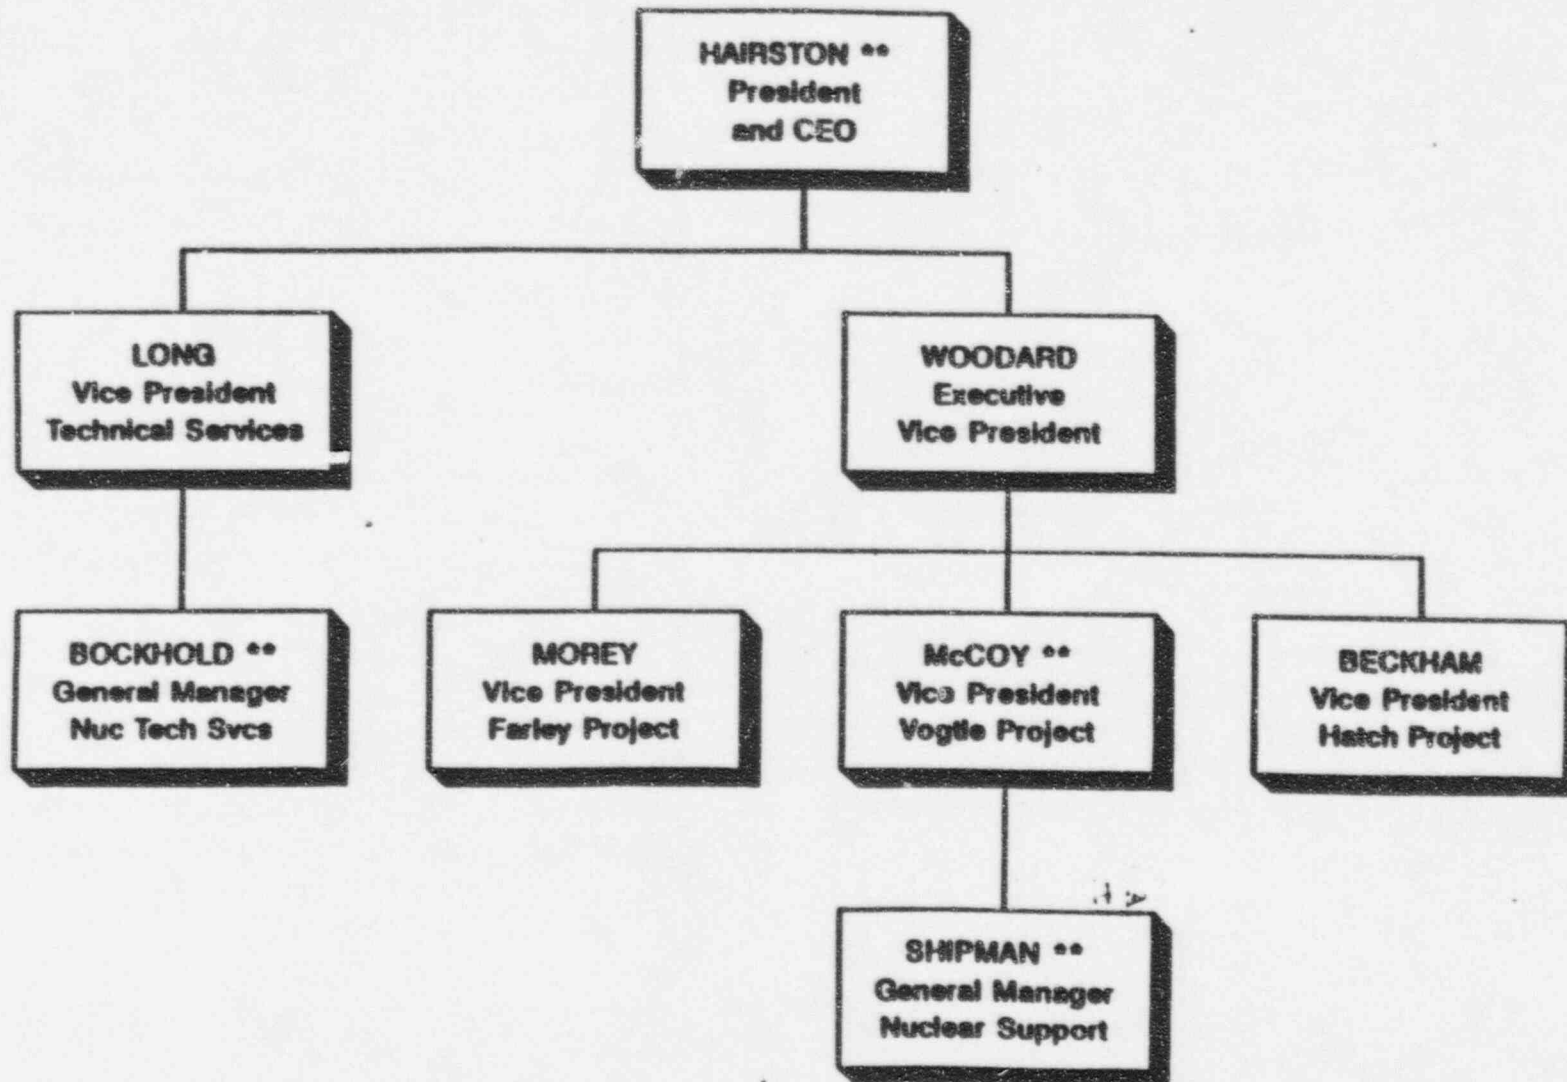 HAIRSTON **
President
and CEO
LONG
Vice President
Technical Services
WOODARD
Executive
Vice President
BOCKHOLD **
General Manager
Nuc Tech Svcs
MOREY
Vice President
Farley Project
McCOY **
Vice President
Vogtle Project
BECKHAM
Vice President
Hatch Project
SHIPMAN **
General Manager
Nuclear Support